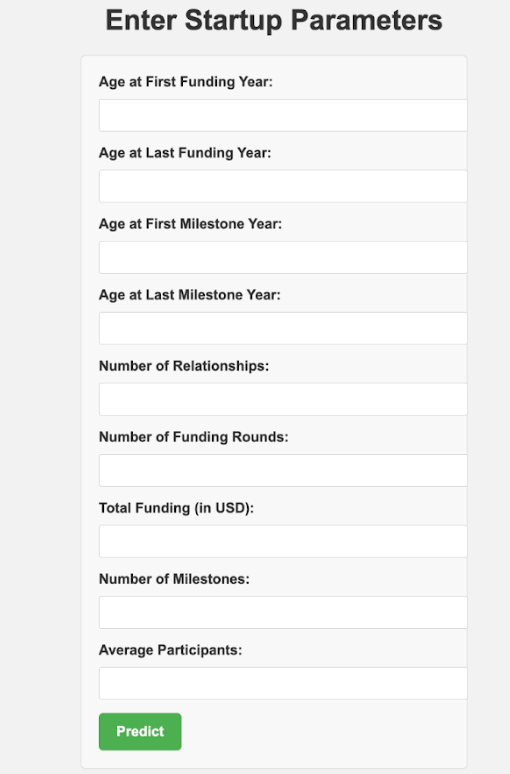 Enter Startup Parameters
Age at First Funding Year:
Age at Last Funding Year:
Age at First Milestone Year:
Age at Last Milestone Year:
Number of Relationships:
Number of Funding Rounds:
Total Funding (in USD):
Number of Milestones:
Average Participants:
Predict